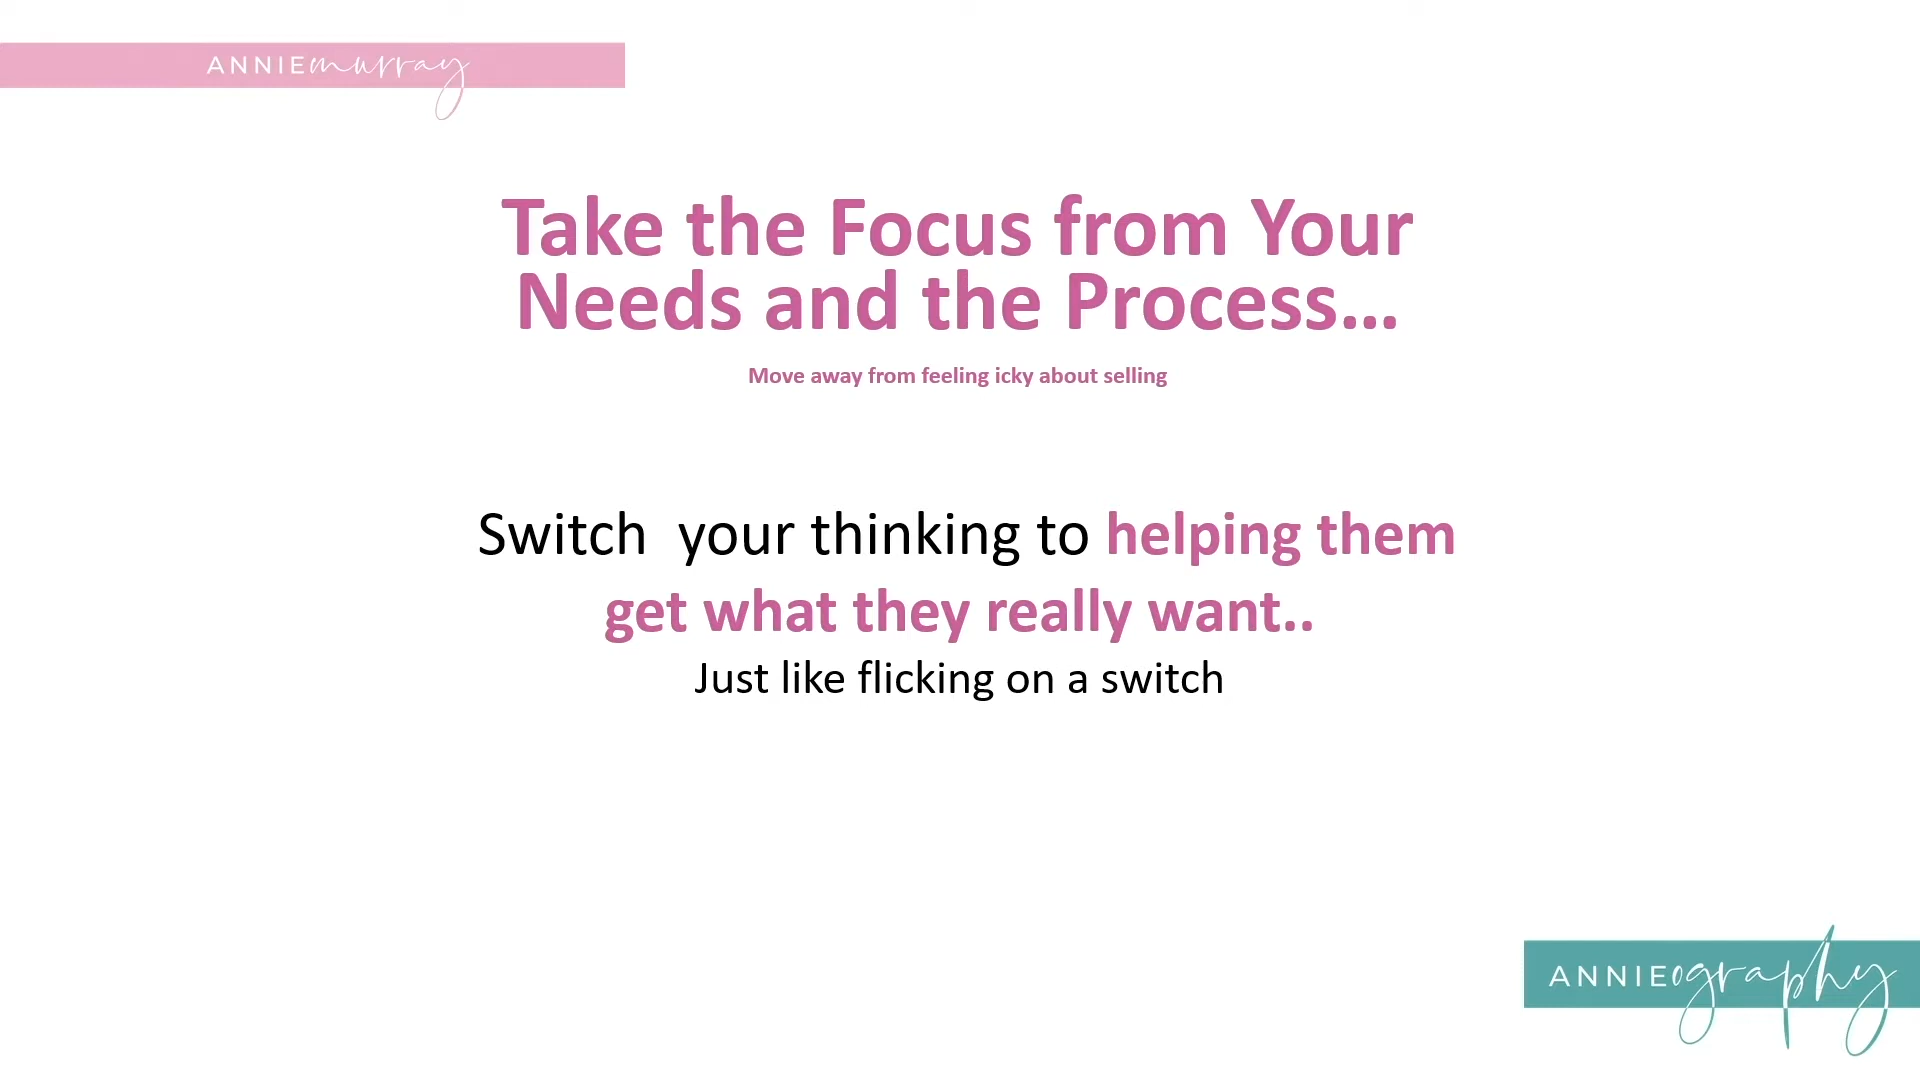 ANNIEmurray
Take the Focus from Your
Needs and the Process...
Move away from feeling icky about selling
Switch  your thinking to helping them
get what they really want..
Just like flicking on a switch
ANNIEography